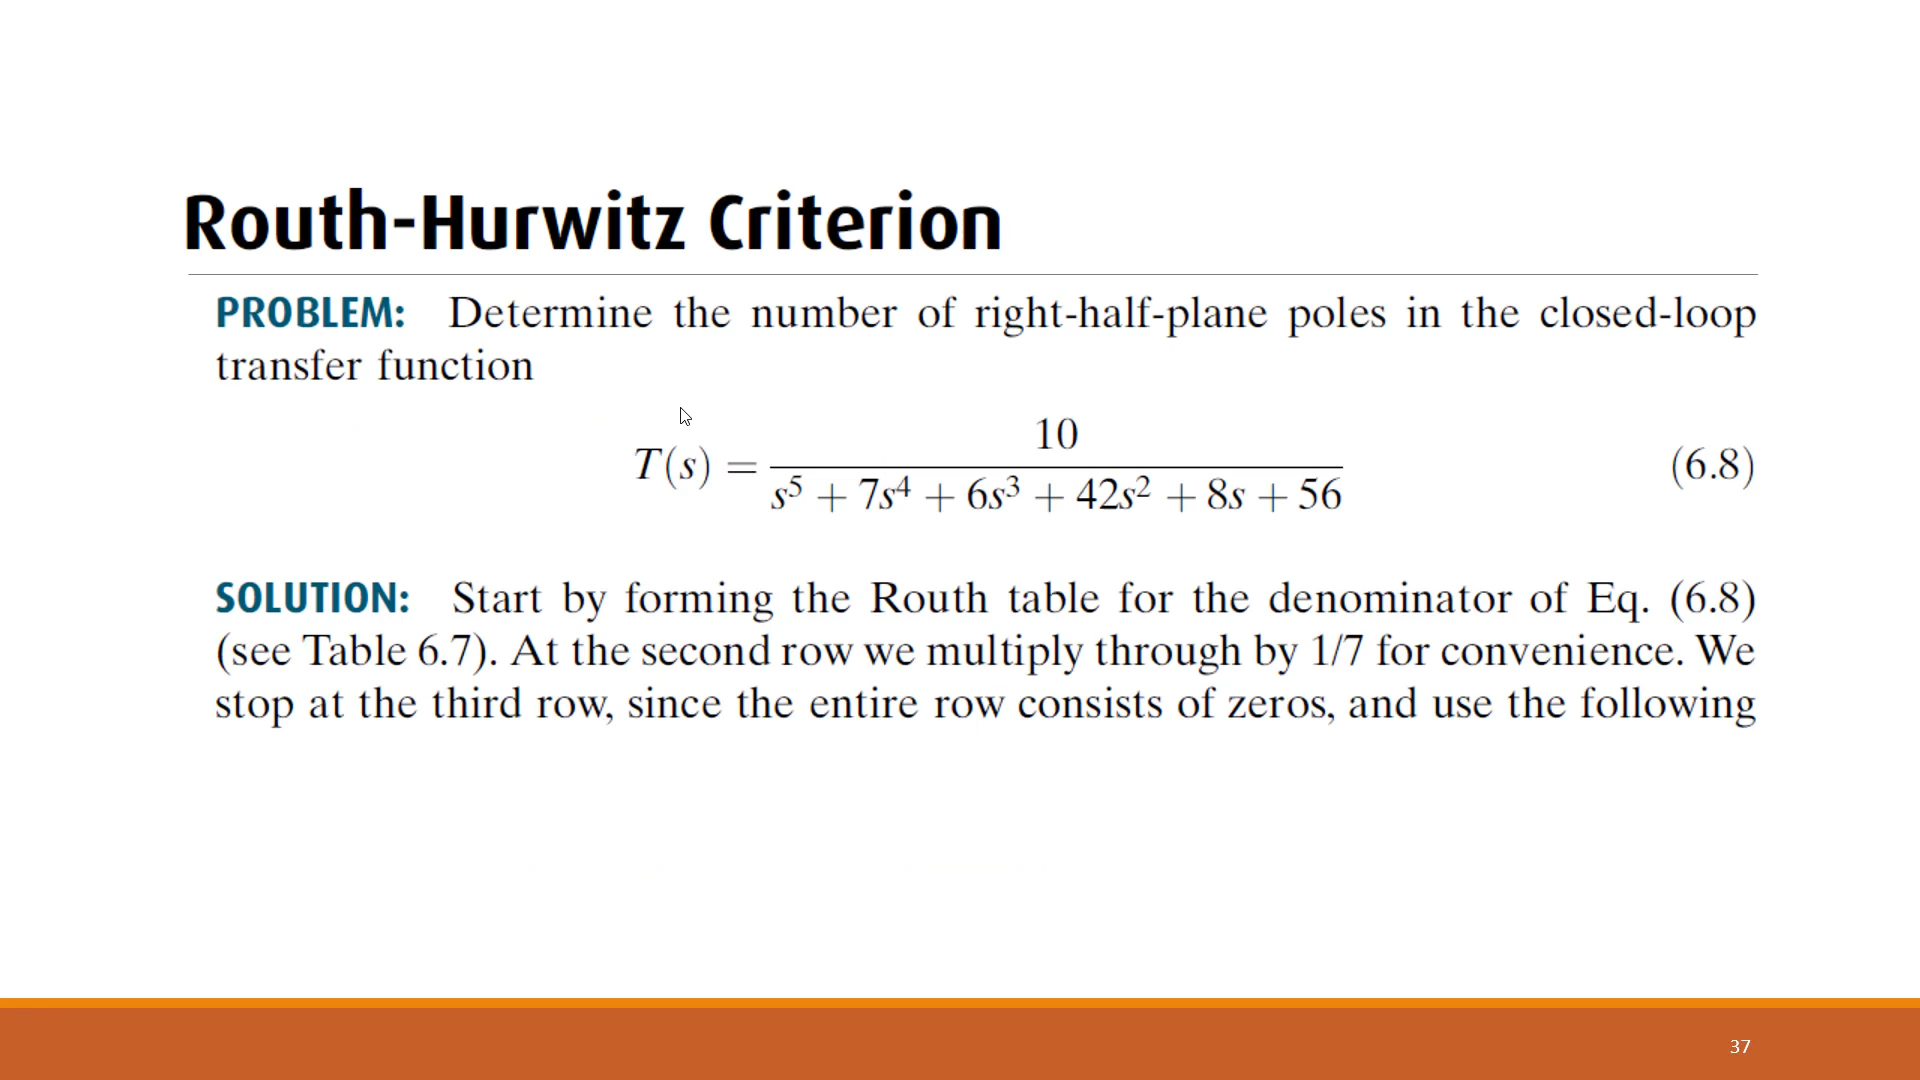 Routh-Hurwitz Criterion
PROBLEM: Determine the number of right-half-plane poles in the closed-loop
transfer function
T(s) = 10 / (s⁵ + 7s⁴ + 6s³ + 42s² + 8s + 56) (6.8)
SOLUTION: Start by forming the Routh table for the denominator of Eq. (6.8)
(see Table 6.7). At the second row we multiply through by 1/7 for convenience. We
stop at the third row, since the entire row consists of zeros, and use the following
37